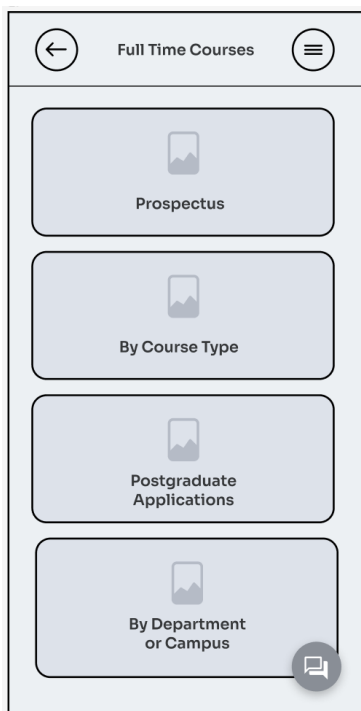 Full Time Courses
Prospectus
By Course Type
Postgraduate
Applications
By Department
or Campus